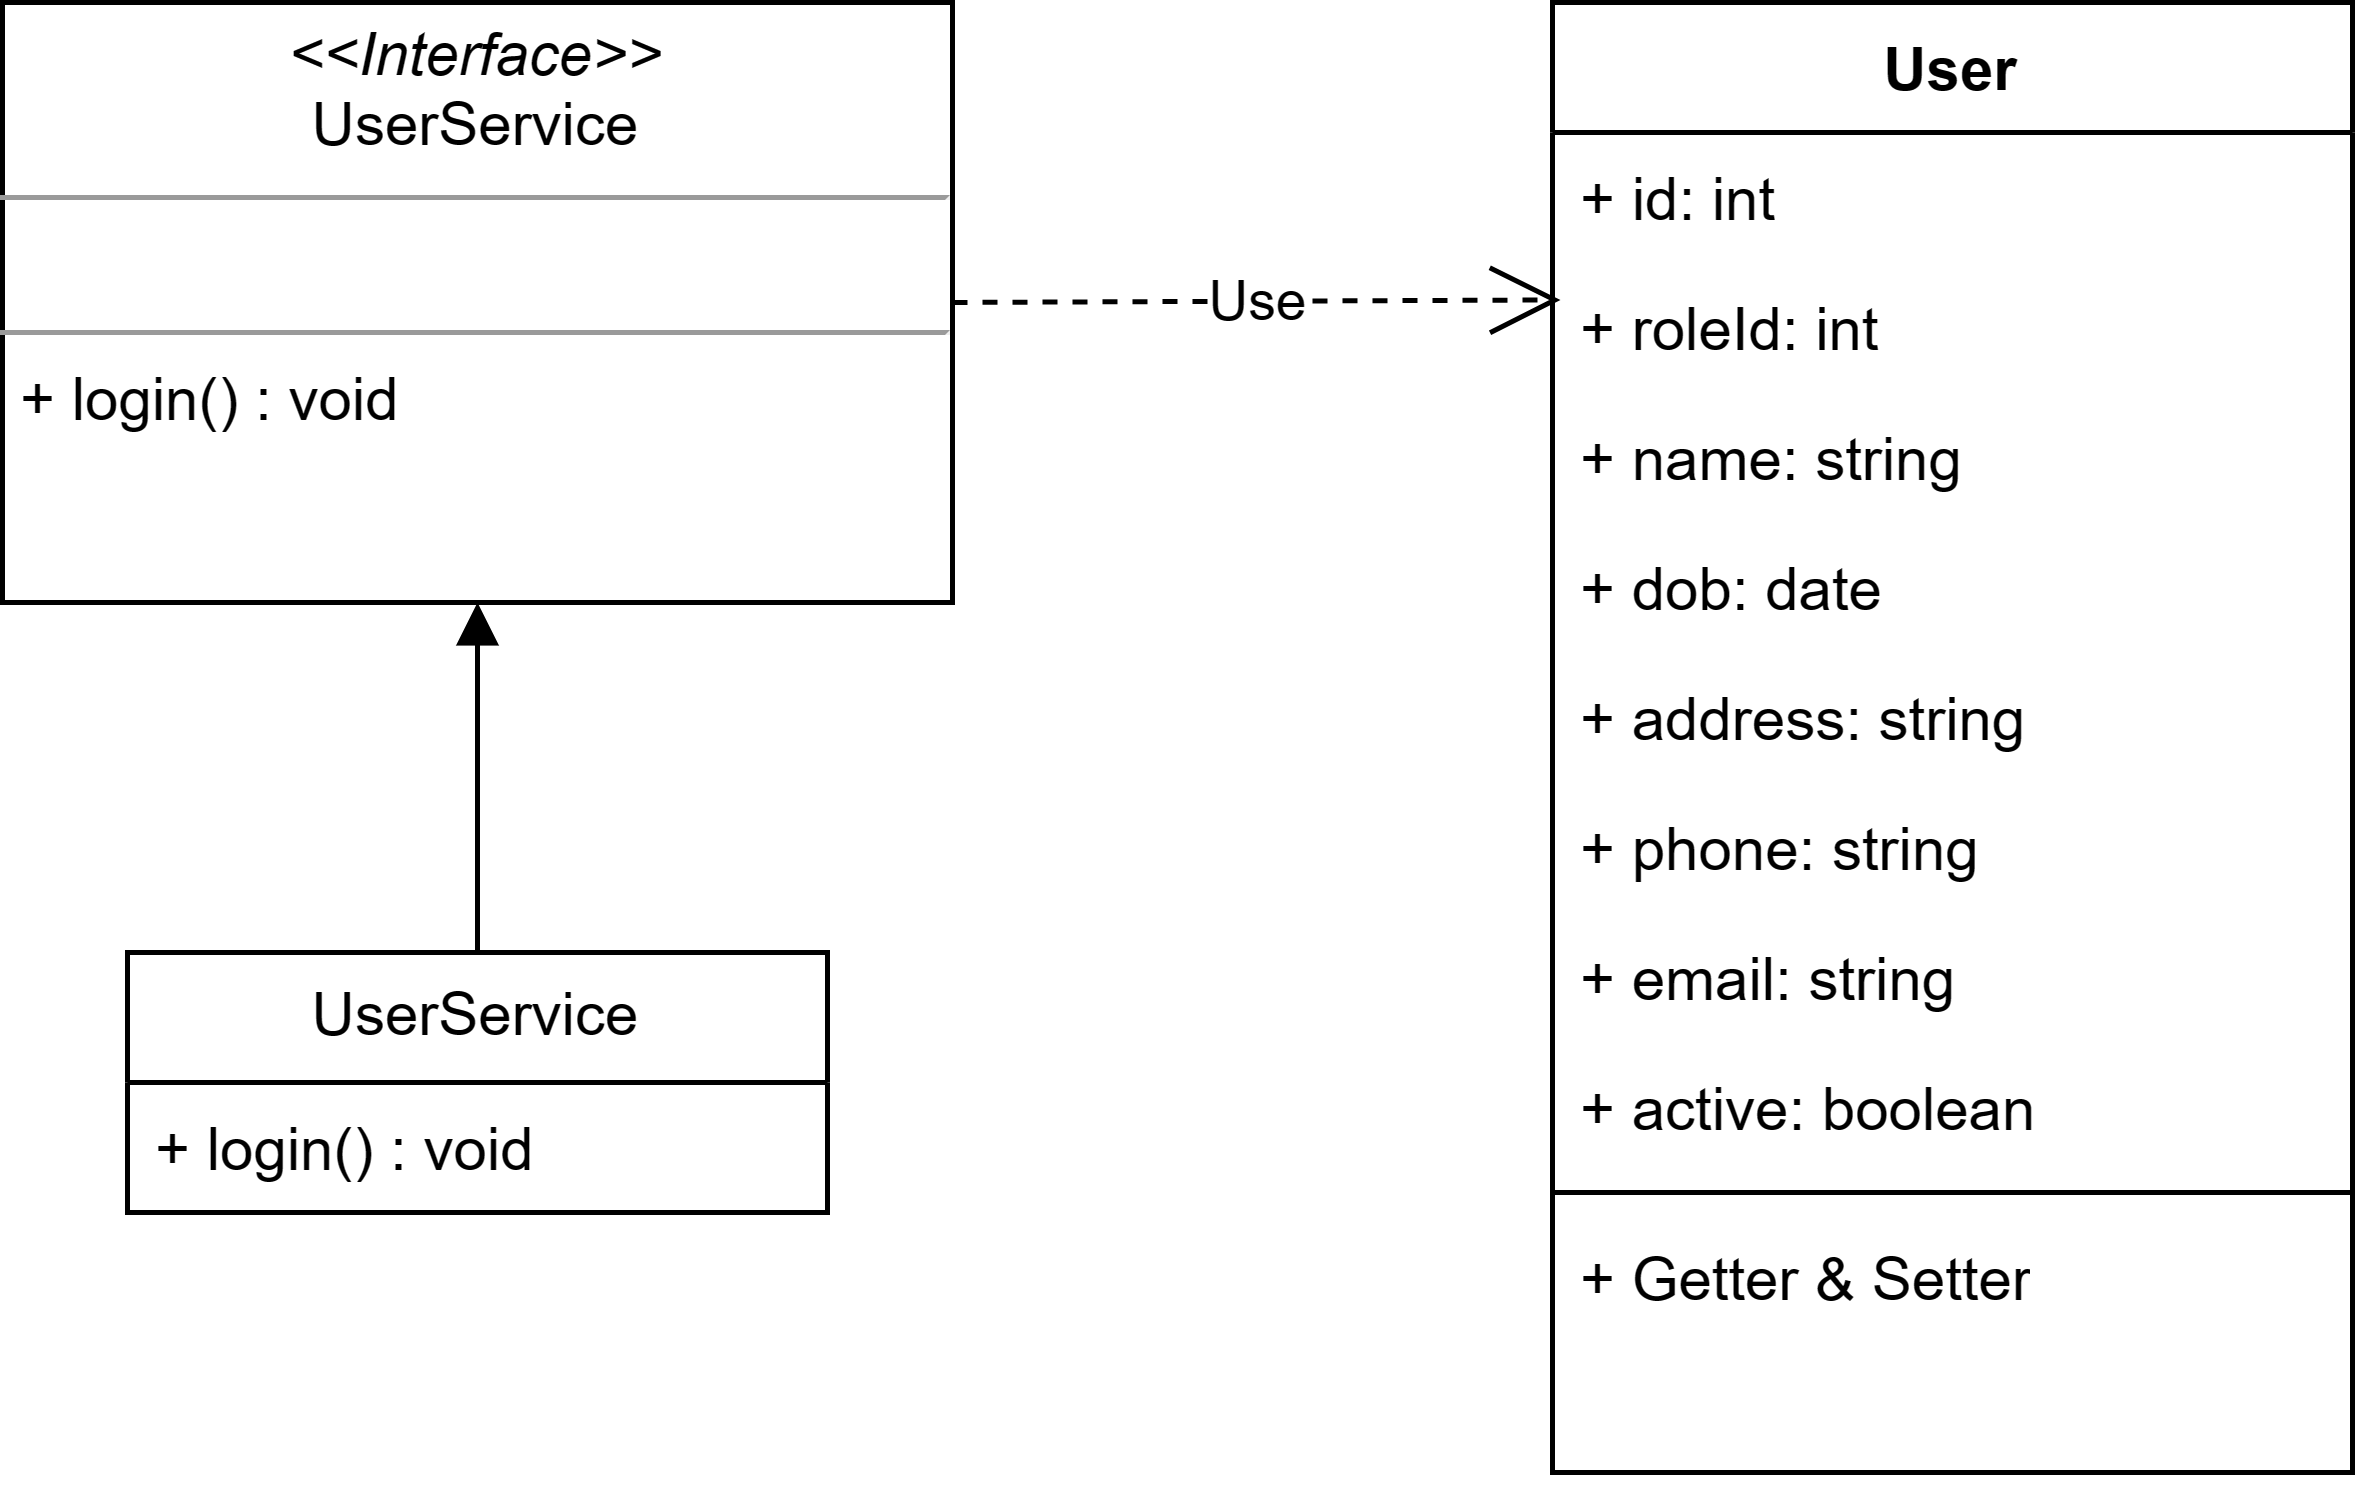 <<Interface>>
UserService
+ login() : void
Use
UserService
+ login() : void
User
+ id: int
+ roleId: int
+ name: string
+ dob: date
+ address: string
+ phone: string
+ email: string
+ active: boolean
+ Getter & Setter